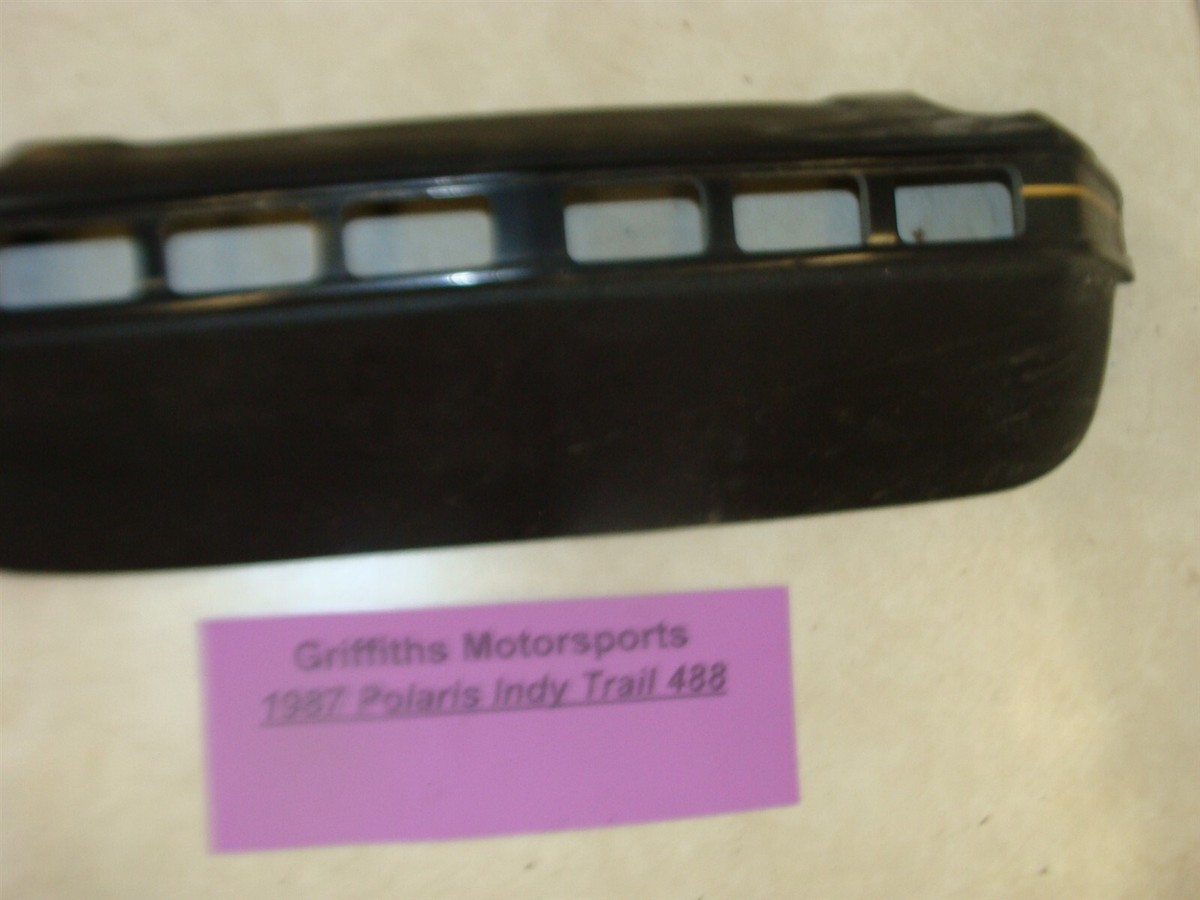 Griffiths Motorsports
1987 Polaris Indy Trail 488